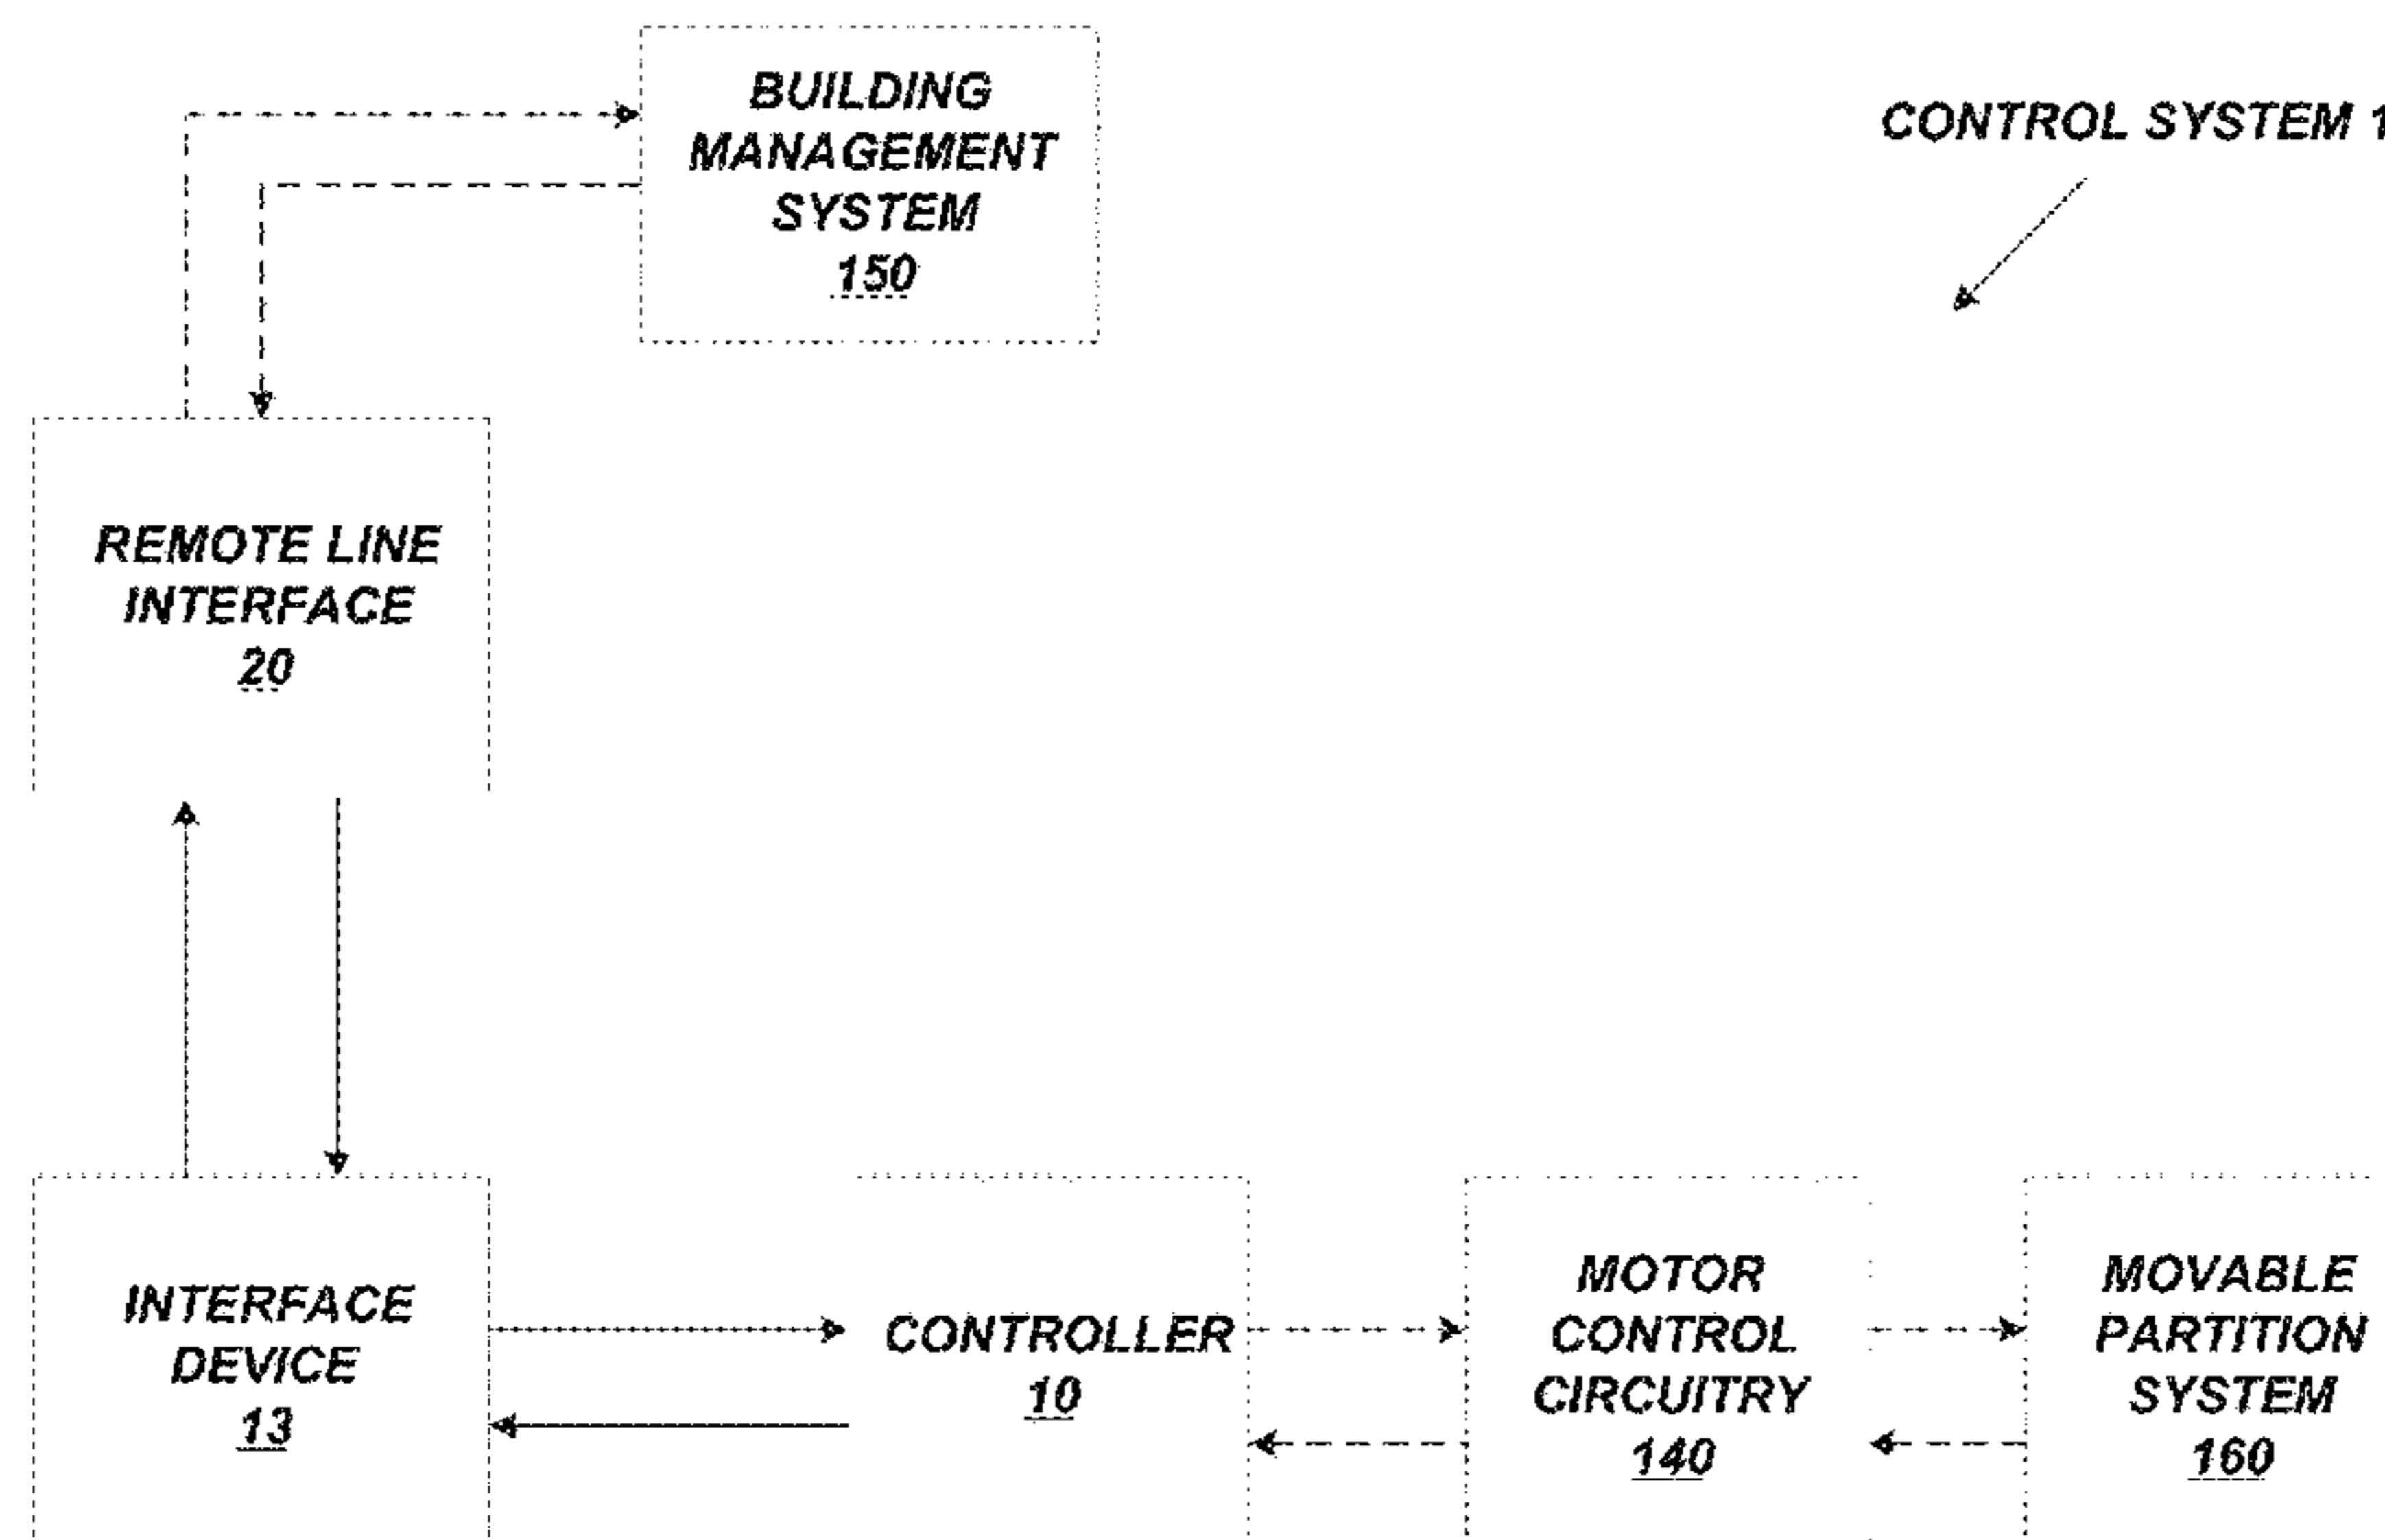 BUILDING
MANAGEMENT
SYSTEM
150
CONTROL SYSTEM 1
REMOTE LINE
INTERFACE
20
INTERFACE
DEVICE
13
CONTROLLER
10
MOTOR
CONTROL
CIRCUITRY
140
MOVABLE
PARTITION
SYSTEM
160